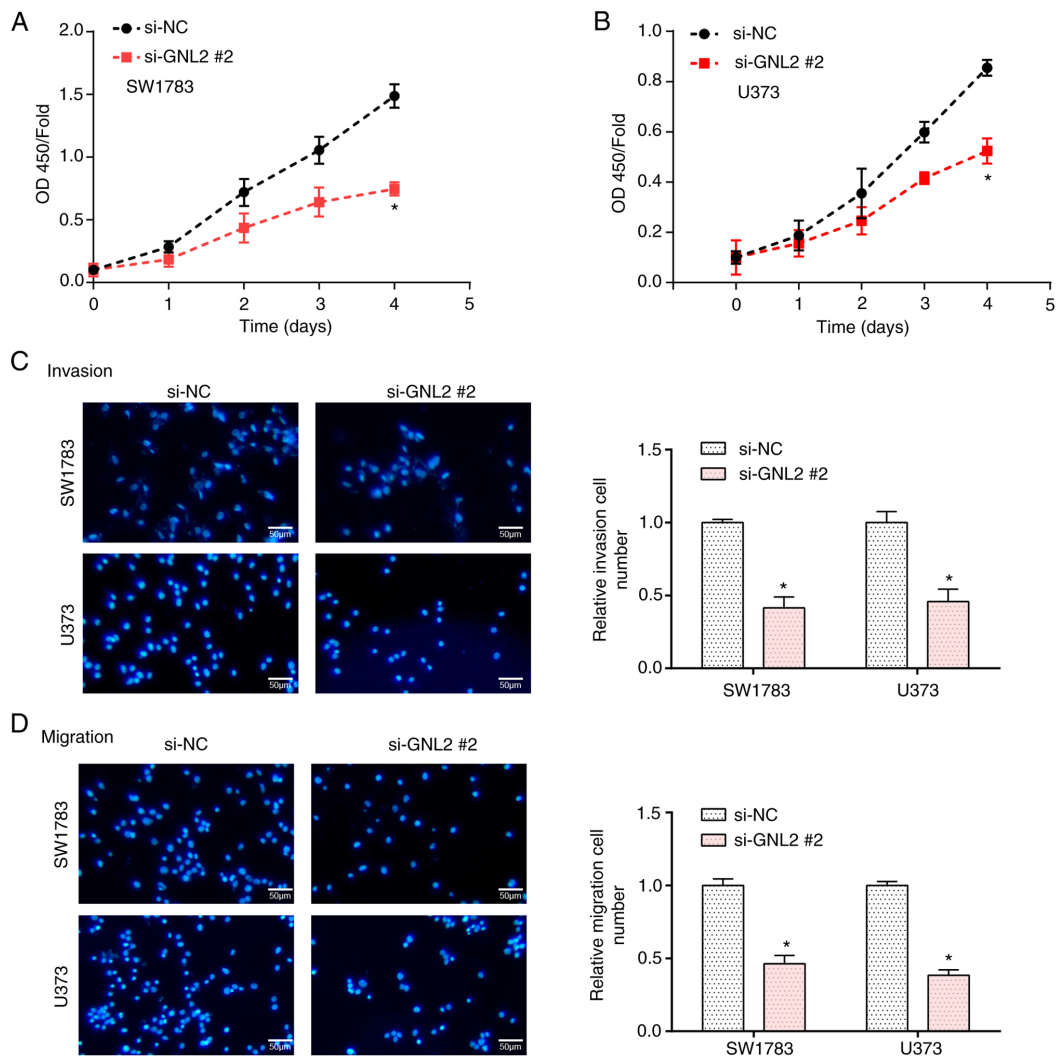 A
si-NC
si-GNL2 #2
SW1783
OD 450/Fold
2.0
1.5
1.0
0.5
0.0
*
0 1 2 3 4 5
Time (days)
B
si-NC
si-GNL2 #2
U373
OD 450/Fold
1.0
0.8
0.6
0.4
0.2
0.0
*
0 1 2 3 4 5
Time (days)
C Invasion
si-NC si-GNL2 #2
SW1783
50μm 50μm
U373
50μm 50μm
Relative invasion cell
number
si-NC
si-GNL2 #2
1.5
1.0
0.5
0.0
* *
SW1783 U373
D Migration
si-NC si-GNL2 #2
SW1783
50μm 50μm
U373
50μm 50μm
Relative migration cell
number
si-NC
si-GNL2 #2
1.5
1.0
0.5
0.0
* *
SW1783 U373